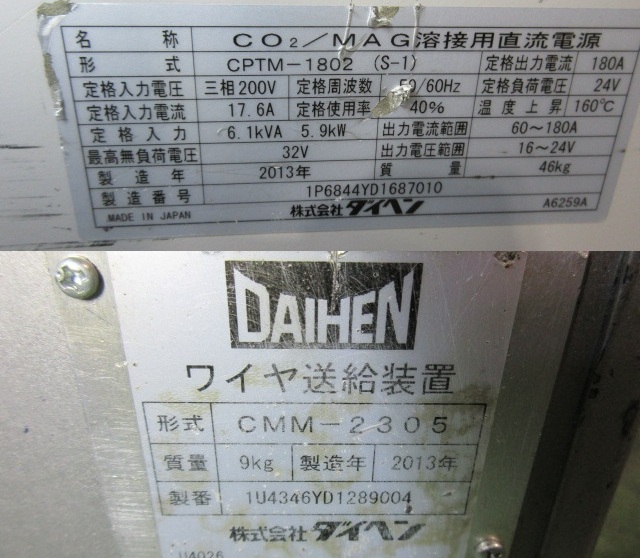 名称 CO₂/MAG溶接用直流電源
形式 CPTM-1802 (S-1) 定格出力電流 180A
定格入力電圧 三相200V 定格周波数 50/60Hz 定格負荷電圧 24V
定格入力電流 17.6A 定格使用率 40% 温度上昇 160℃
定格入力 6.1kVA 5.9kW 出力電流範囲 60～180A
最高無負荷電圧 32V 出力電圧範囲 16～24V
製造年 2013年 質量 46kg
製造番号 1P6844YD1687010
MADE IN JAPAN 株式会社ダイヘン A6259A
DAIHEN
ワイヤ送給装置
形式 CMM-2305
質量 9kg 製造年 2013年
製番 1U4346YD1289004
株式会社ダイヘン
U4026